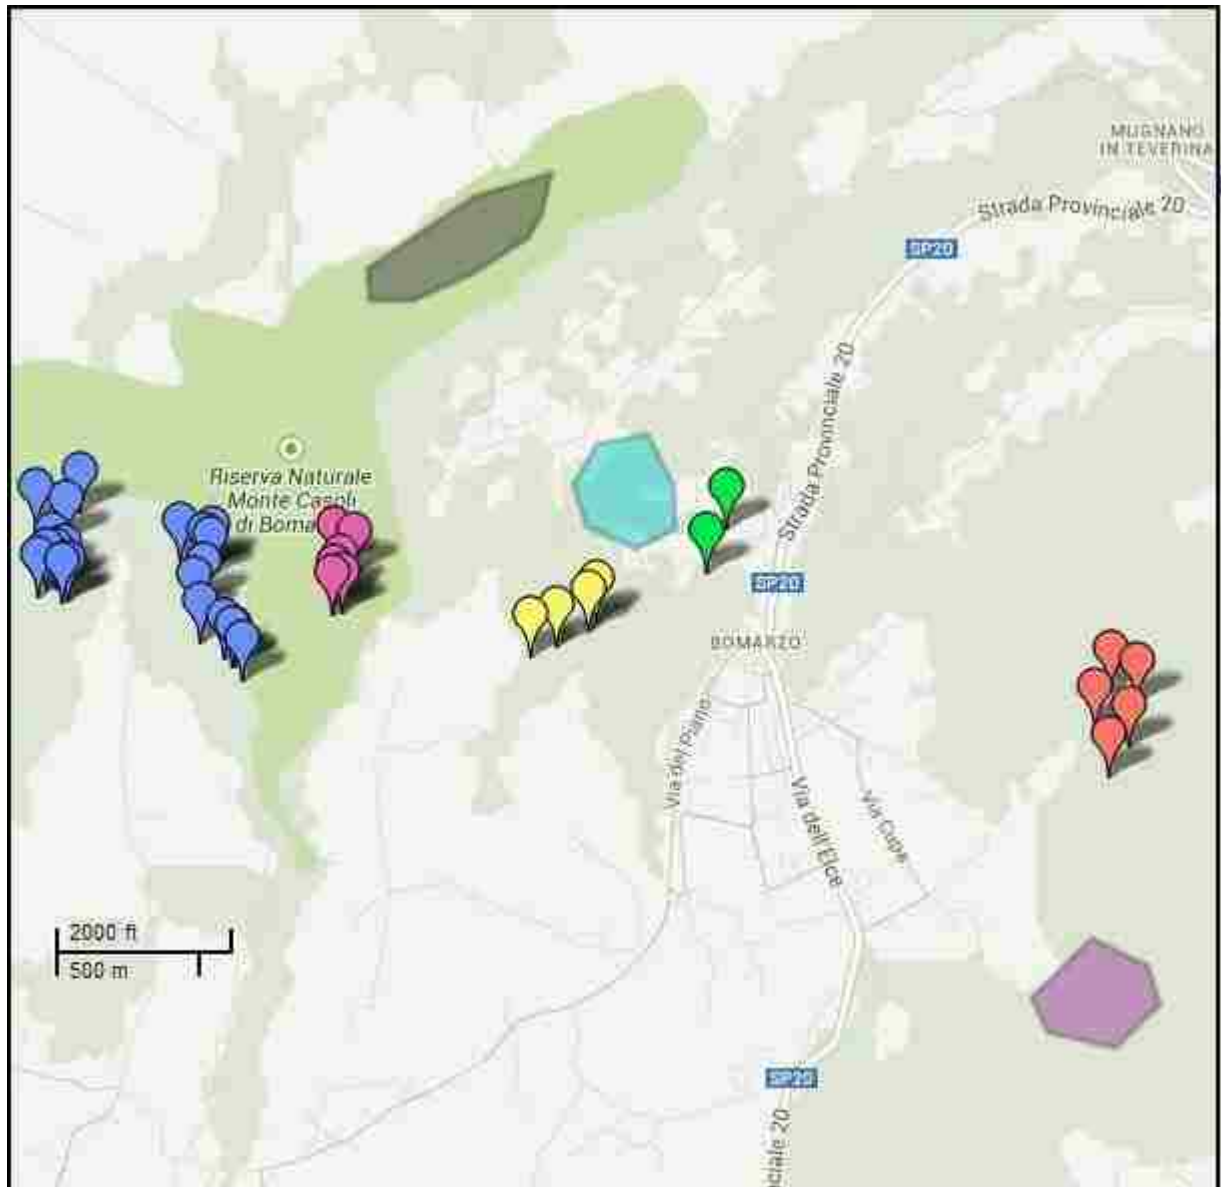 MUGNANO
IN TEVERINA
Strada Provinciale 20
SP20
Strada Provinciale 20
Riserva Naturale
Monte Casoli
di Boma
SP20
BOMARZO
Via del Piano
Via dell'Elce
Via Cupa
2000 ft
500 m
SP20
nciale 20